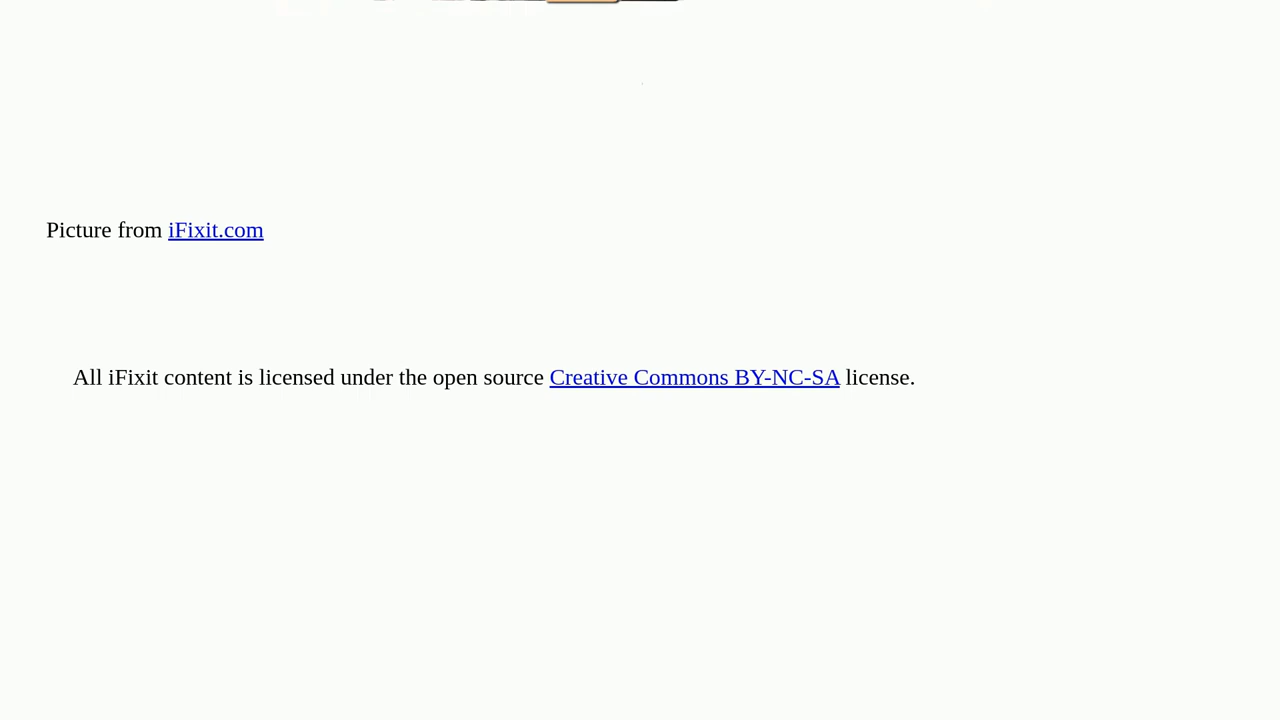 Picture from iFixit.com
All iFixit content is licensed under the open source Creative Commons BY-NC-SA license.